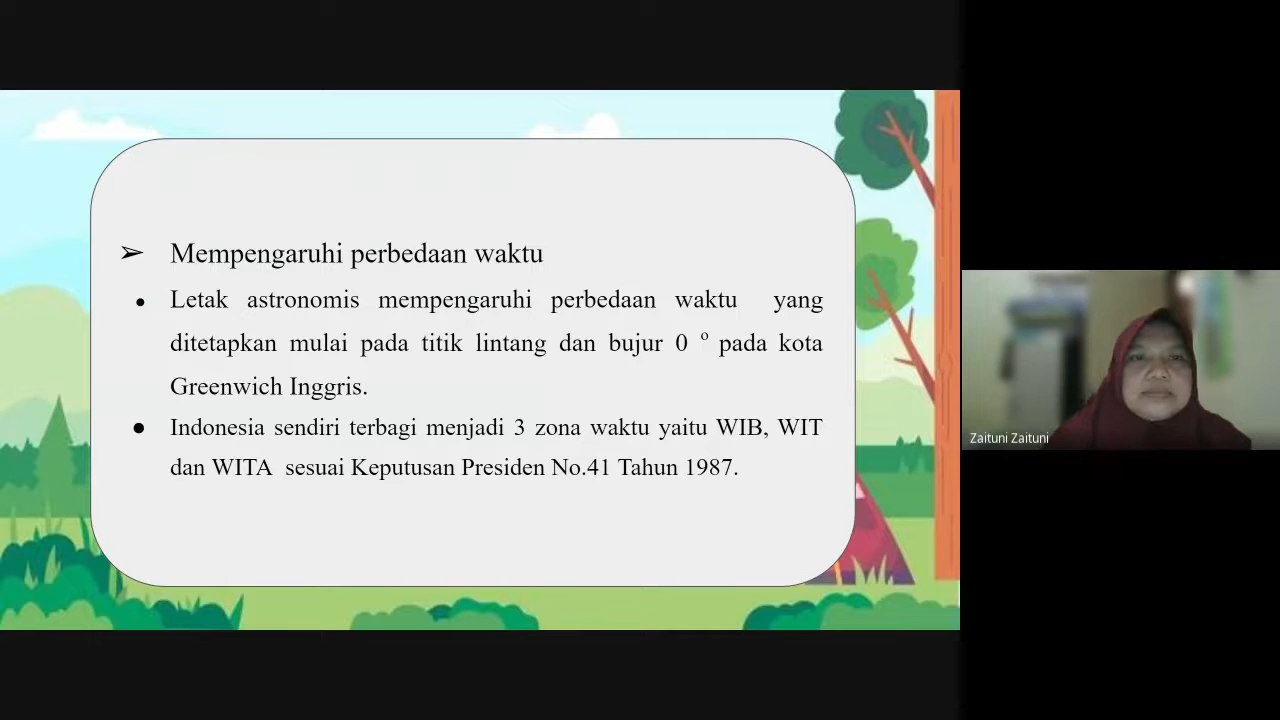 ➢ Mempengaruhi perbedaan waktu
● Letak astronomis mempengaruhi perbedaan waktu yang
ditetapkan mulai pada titik lintang dan bujur 0 º pada kota
Greenwich Inggris.
● Indonesia sendiri terbagi menjadi 3 zona waktu yaitu WIB, WIT
dan WITA sesuai Keputusan Presiden No.41 Tahun 1987.
Zaituni Zaituni